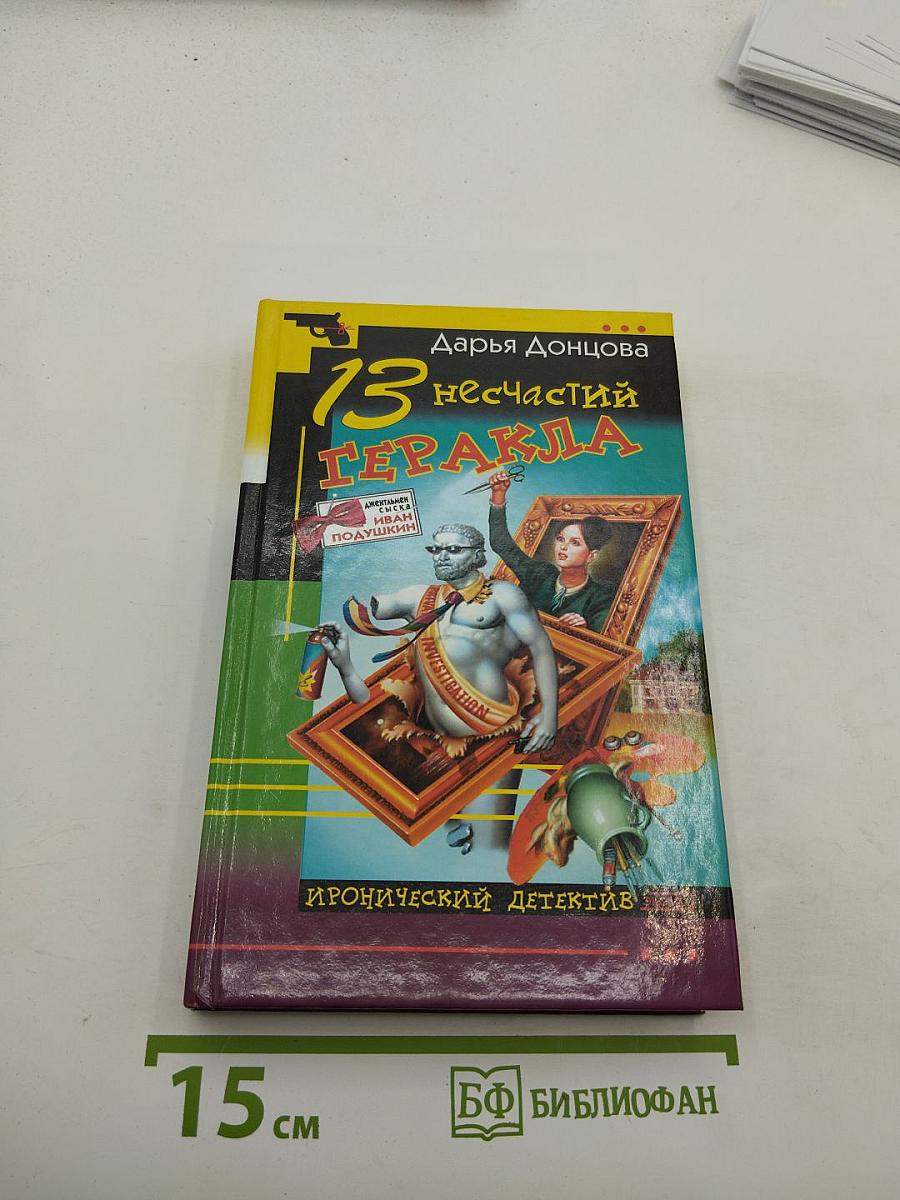 Дарья Донцова
13 несчастий
ГЕРАКЛА
джентльмен
сыска
ИВАН
ПОДУШКИН
INVESTIGATION
ИРОНИЧЕСКИЙ ДЕТЕКТИВ
15 см
БФ БИБЛИОФАН